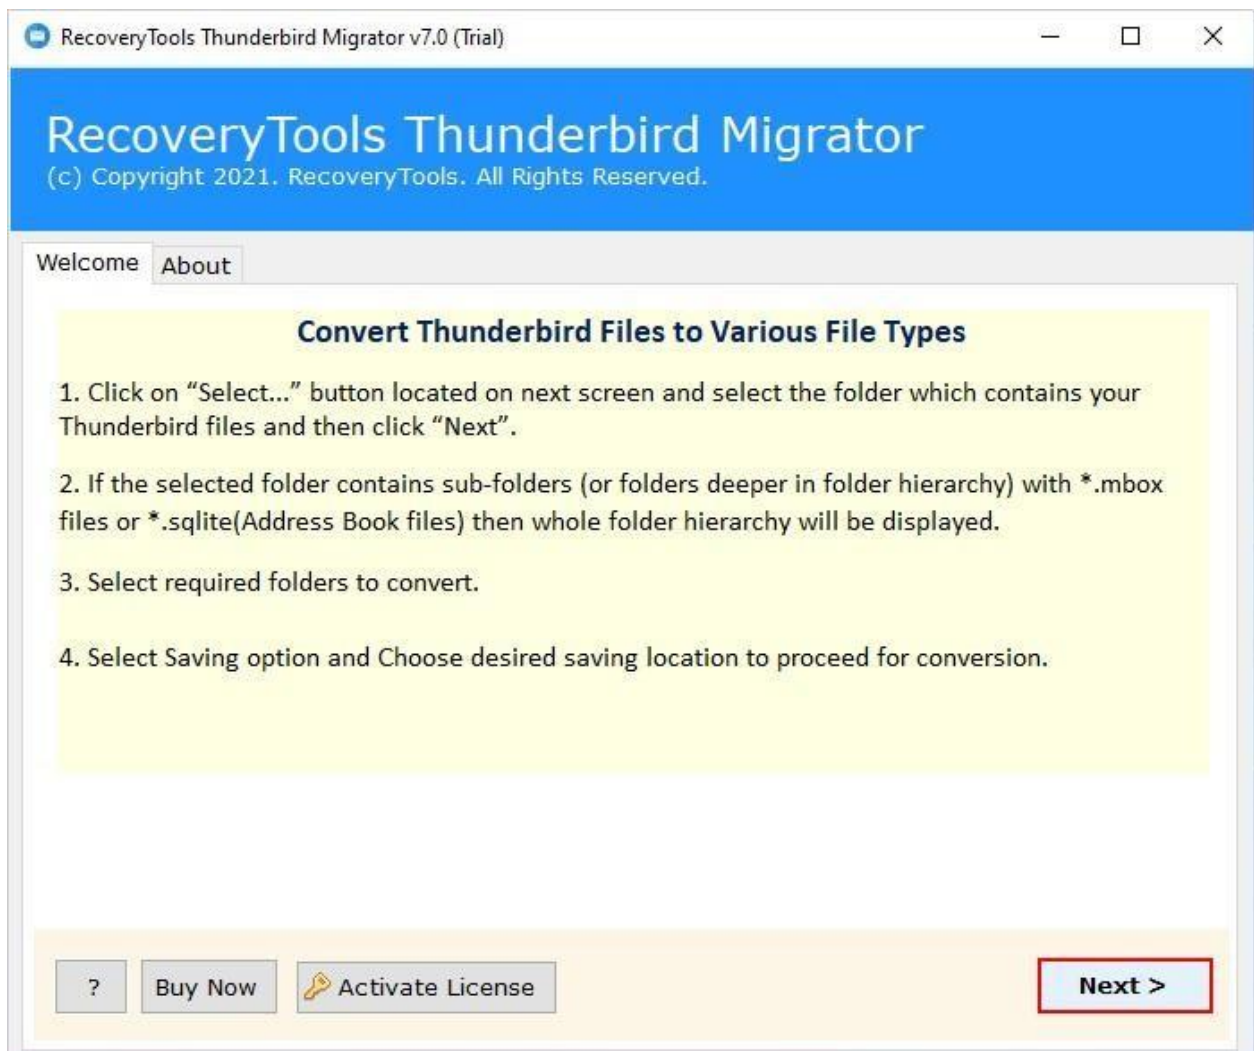 RecoveryTools Thunderbird Migrator v7.0 (Trial)
RecoveryTools Thunderbird Migrator
(c) Copyright 2021. RecoveryTools. All Rights Reserved.
Welcome About
Convert Thunderbird Files to Various File Types
1. Click on “Select...” button located on next screen and select the folder which contains your
Thunderbird files and then click “Next”.
2. If the selected folder contains sub-folders (or folders deeper in folder hierarchy) with *.mbox
files or *.sqlite(Address Book files) then whole folder hierarchy will be displayed.
3. Select required folders to convert.
4. Select Saving option and Choose desired saving location to proceed for conversion.
? Buy Now Activate License Next >